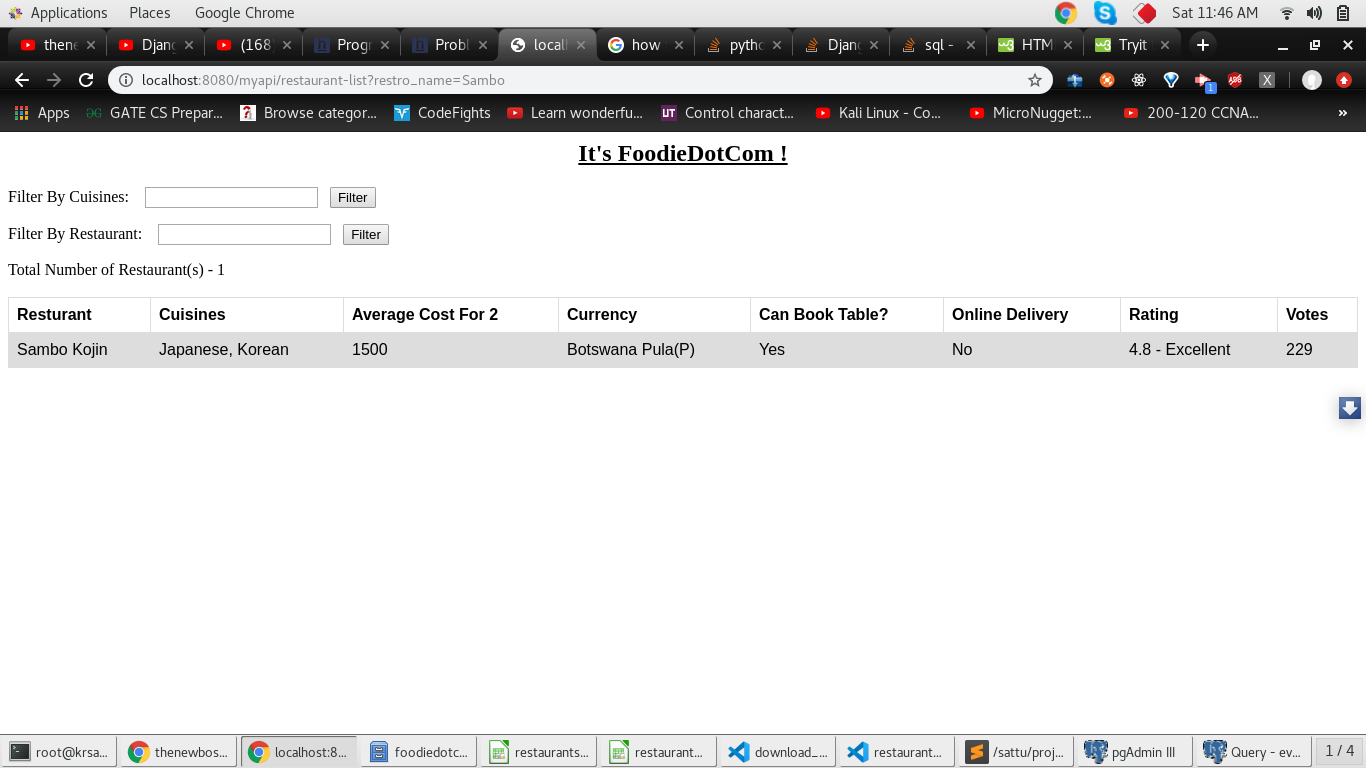 Applications Places Google Chrome Sat 11:46 AM
thene Djang (168 Progr Probl localh how pytho Djang sql - HTM Tryit
localhost:8080/myapi/restaurant-list?restro_name=Sambo X 1
Apps GATE CS Prepar... Browse categor... CodeFights Learn wonderfu... Control charact... Kali Linux - Co... MicroNugget:... 200-120 CCNA... »
It's FoodieDotCom !
Filter By Cuisines: Filter
Filter By Restaurant: Filter
Total Number of Restaurant(s) - 1
Resturant Cuisines Average Cost For 2 Currency Can Book Table? Online Delivery Rating Votes
Sambo Kojin Japanese, Korean 1500 Botswana Pula(P) Yes No 4.8 - Excellent 229
root@krsa... thenewbos... localhost:8... foodiedotc... restaurants... restaurant... download_... restaurant... /sattu/proj... pgAdmin III Query - ev... 1 / 4